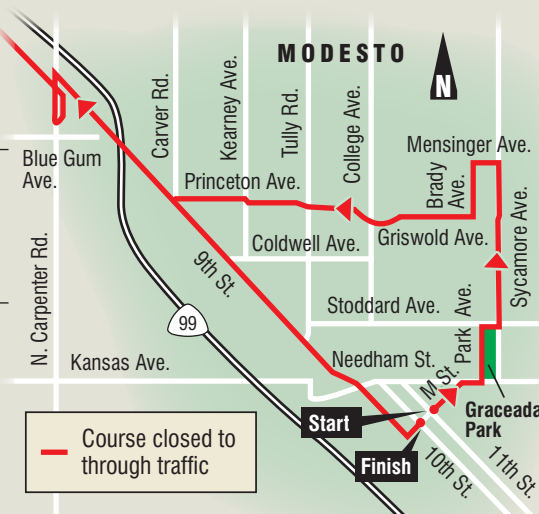 MODESTO
N
Carver Rd.
Kearney Ave.
Tully Rd.
College Ave.
Mensinger Ave.
Blue Gum
Ave.
Princeton Ave.
Brady
Ave.
Sycamore Ave.
Griswold Ave.
Coldwell Ave.
N. Carpenter Rd.
9th St.
99
Stoddard Ave.
Park Ave.
Kansas Ave.
Needham St.
M St.
Start
Graceada
Park
Finish
10th St.
11th St.
Course closed to
through traffic